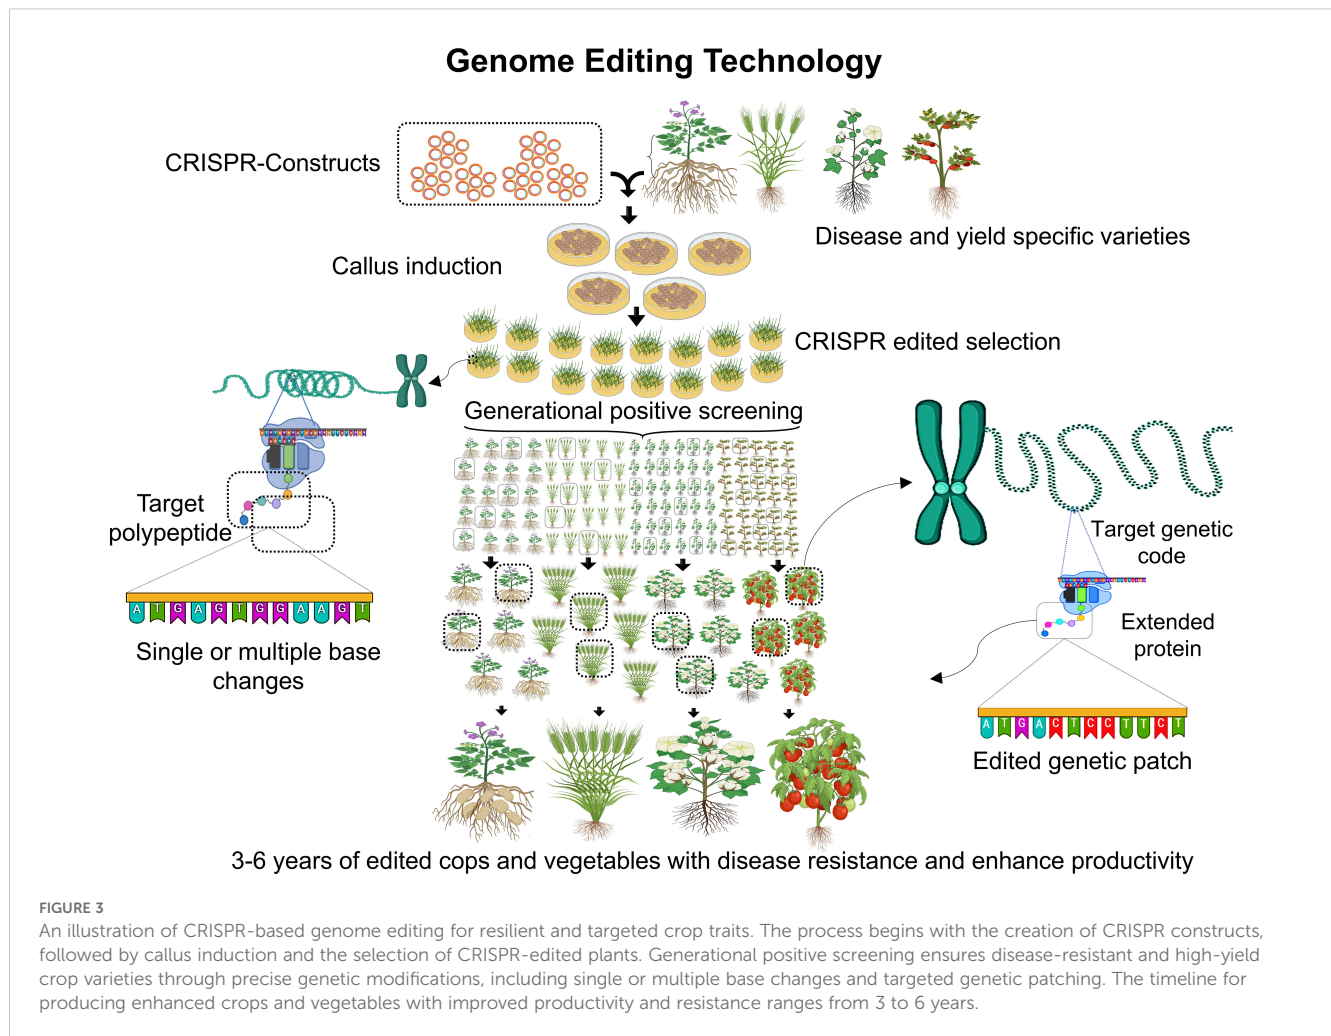 Genome Editing Technology
CRISPR-Constructs
Disease and yield specific varieties
Callus induction
CRISPR edited selection
Generational positive screening
Target
polypeptide
ATGAGTGGAAGT
Single or multiple base
changes
Target genetic
code
Extended
protein
ATGACTCCTTCT
Edited genetic patch
3-6 years of edited cops and vegetables with disease resistance and enhance productivity
FIGURE 3
An illustration of CRISPR-based genome editing for resilient and targeted crop traits. The process begins with the creation of CRISPR constructs,
followed by callus induction and the selection of CRISPR-edited plants. Generational positive screening ensures disease-resistant and high-yield
crop varieties through precise genetic modifications, including single or multiple base changes and targeted genetic patching. The timeline for
producing enhanced crops and vegetables with improved productivity and resistance ranges from 3 to 6 years.